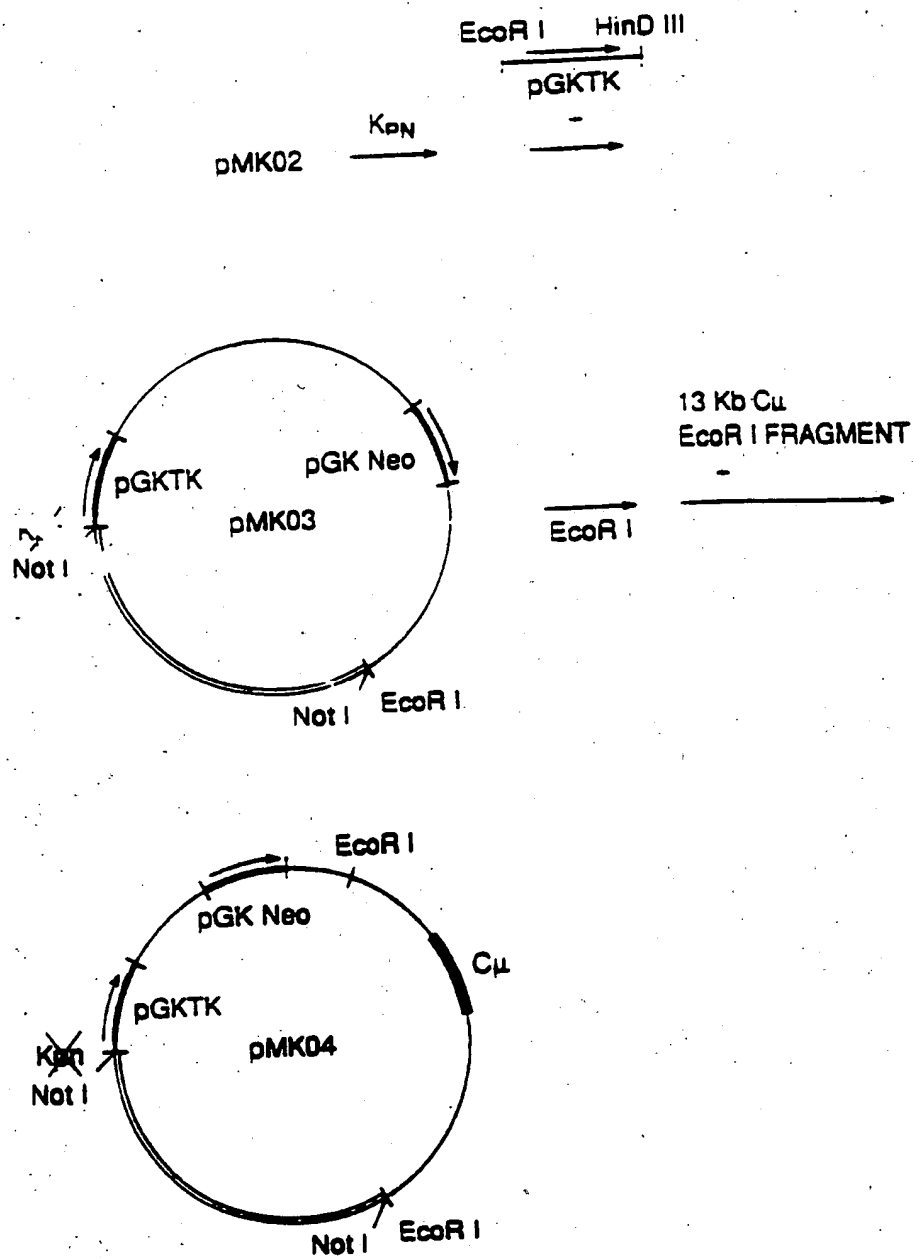 EcoR I HinD III
pGKTK
KPN
pMK02
13 Kb Cμ
EcoR I FRAGMENT
pGK Neo
pGKTK
pMK03
EcoR I
Not I
EcoR I
Not I
EcoR I
pGK Neo
Cμ
pGKTK
pMK04
Kpn
Not I
EcoR I
Not I